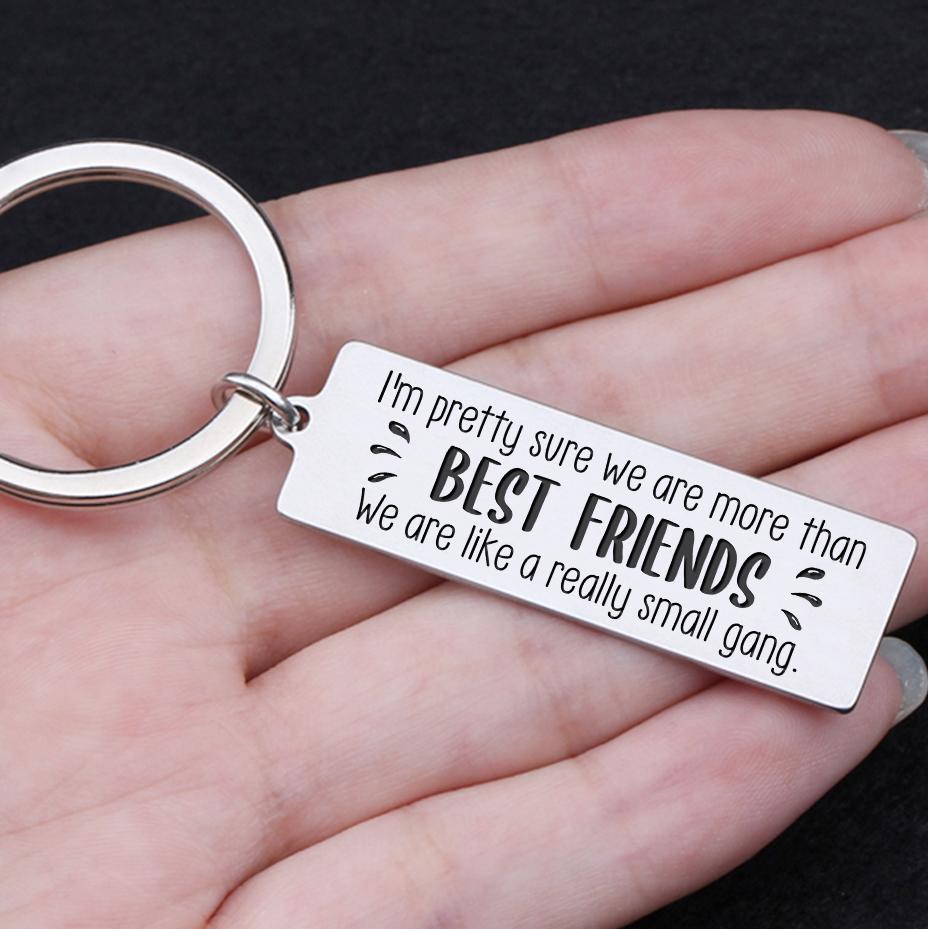 I'm pretty sure we are more than
BEST FRIENDS
We are like a really small gang.